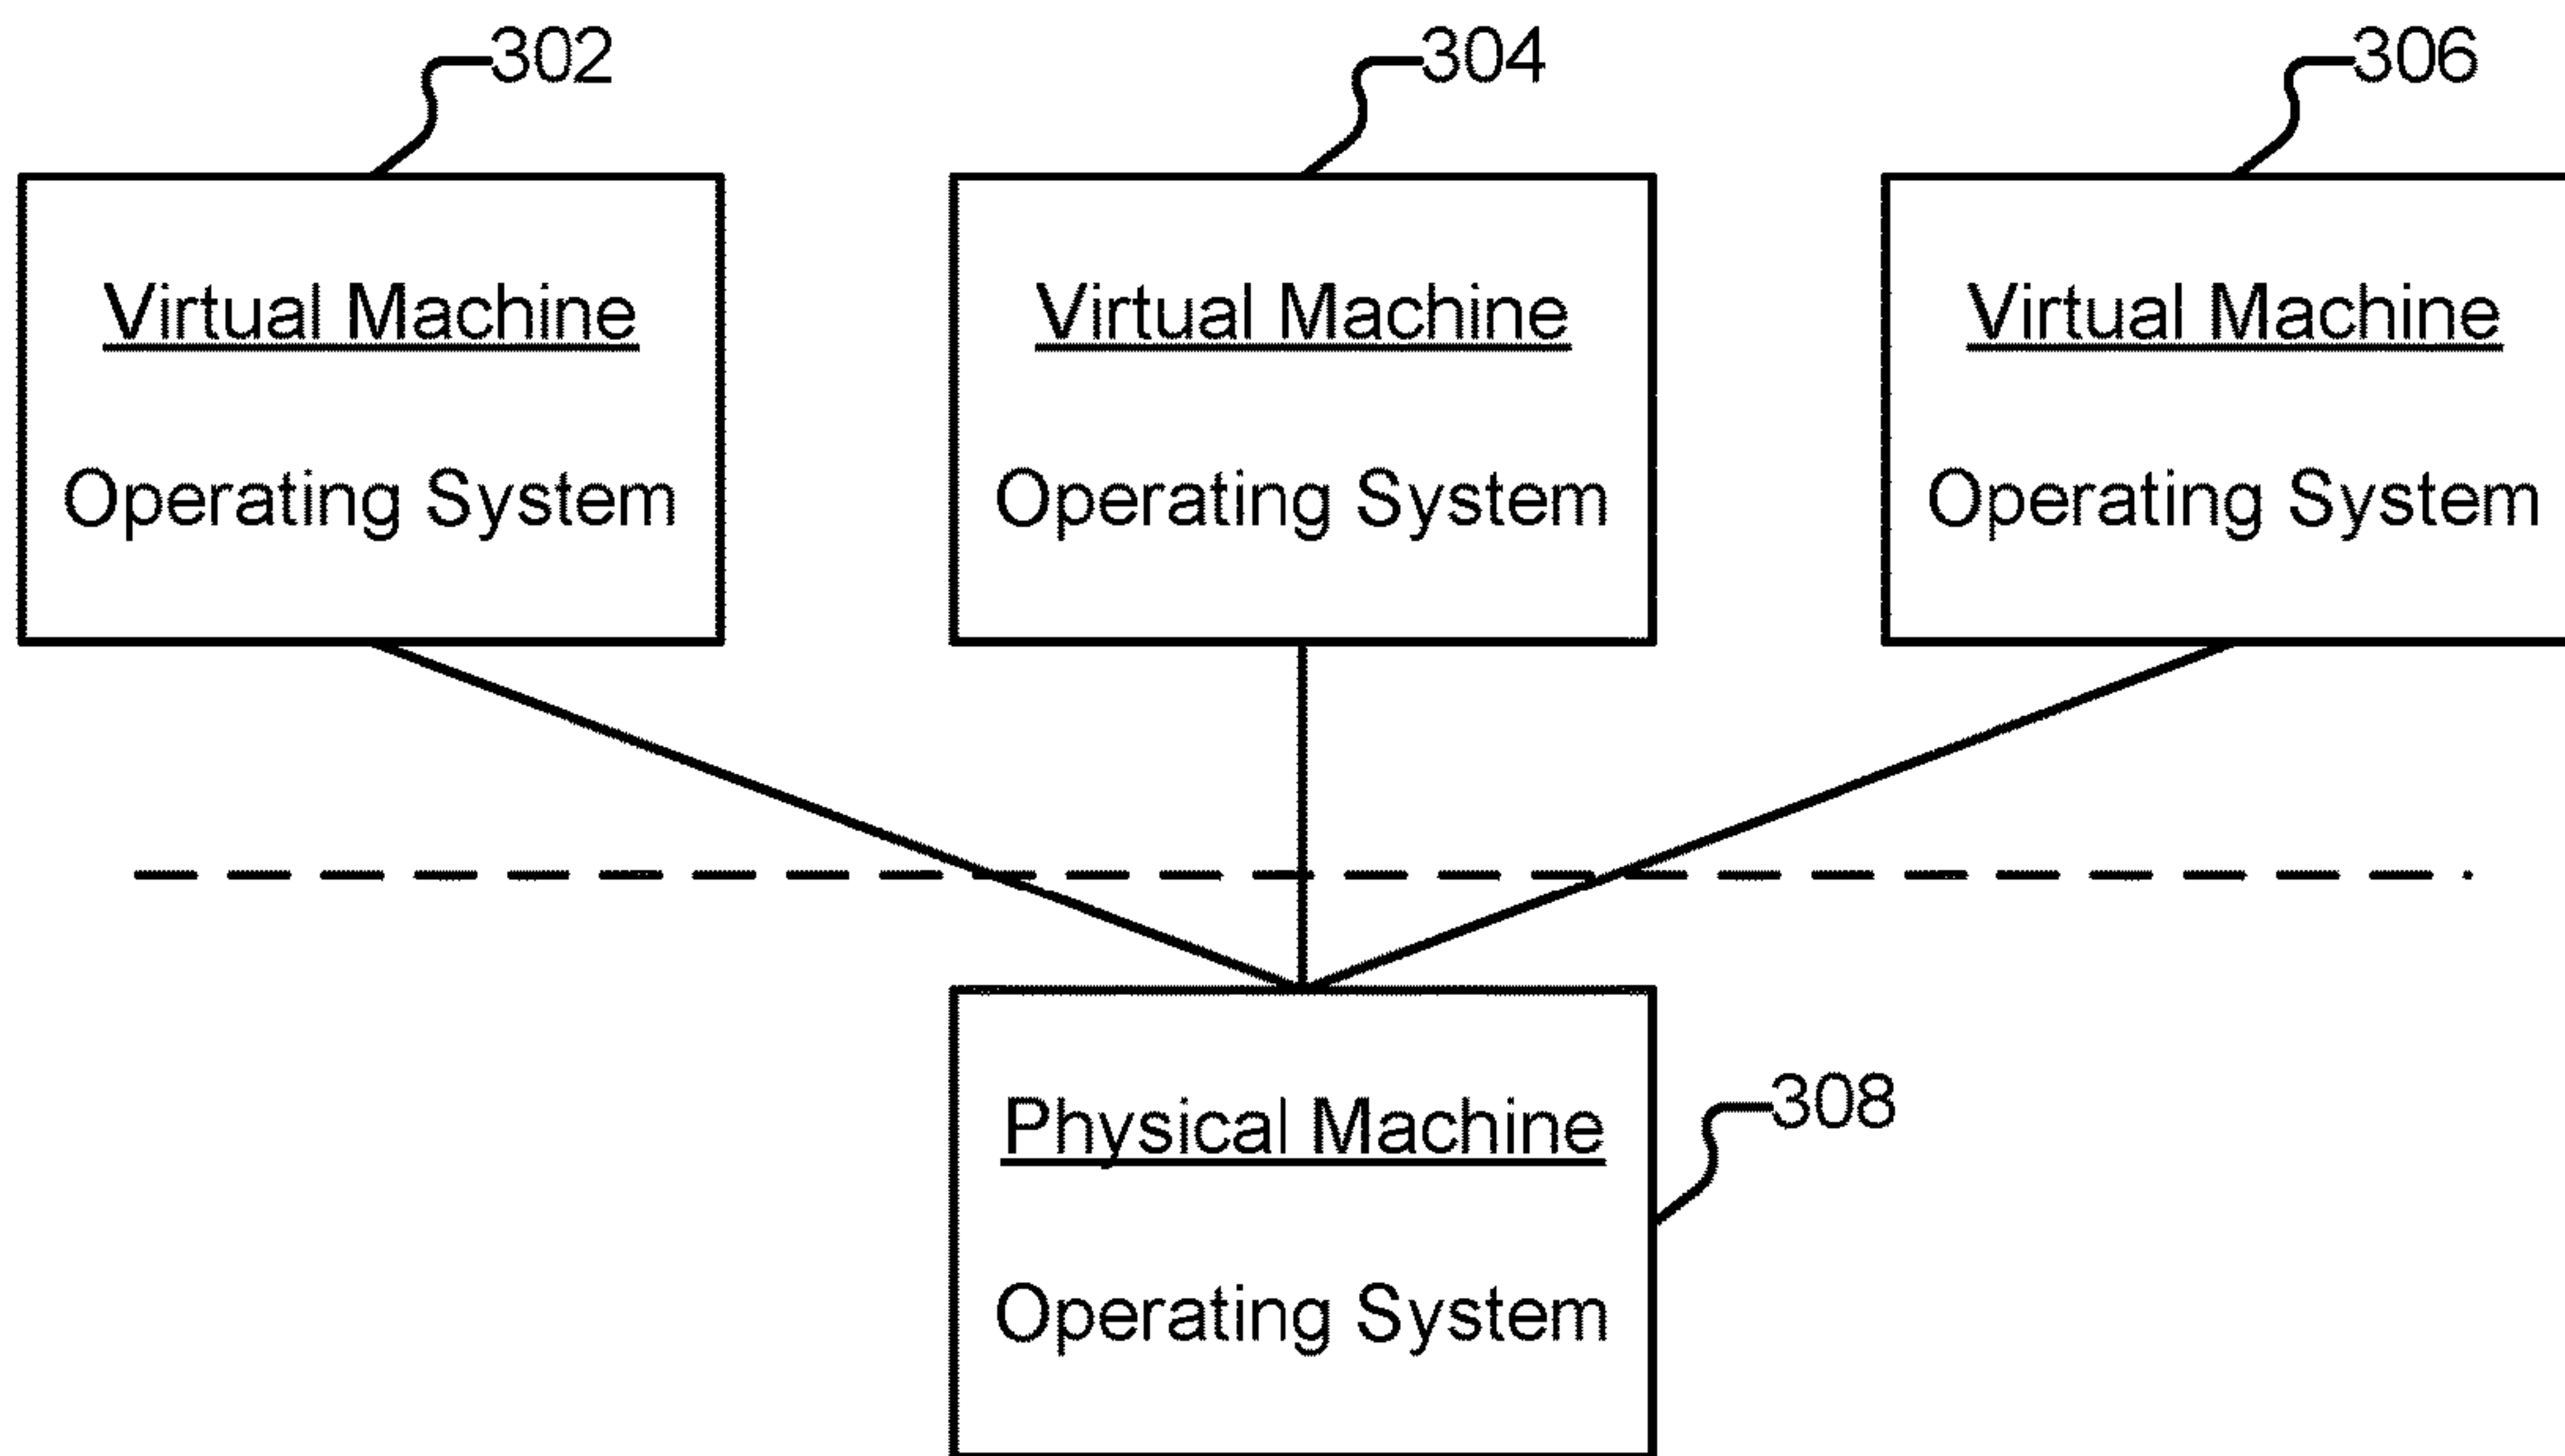 302
304
306
Virtual Machine
Operating System
Virtual Machine
Operating System
Virtual Machine
Operating System
308
Physical Machine
Operating System